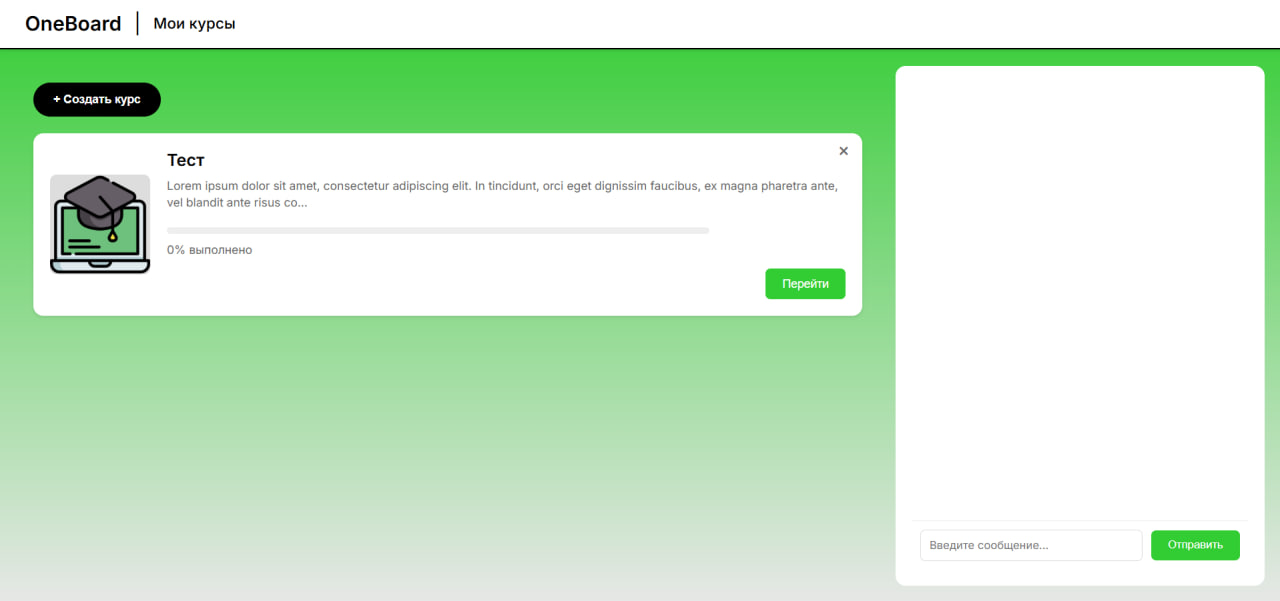 OneBoard
Мои курсы
+ Создать курс
Тест
×
Lorem ipsum dolor sit amet, consectetur adipiscing elit. In tincidunt, orci eget dignissim faucibus, ex magna pharetra ante,
vel blandit ante risus co...
0% выполнено
Перейти
Введите сообщение...
Отправить